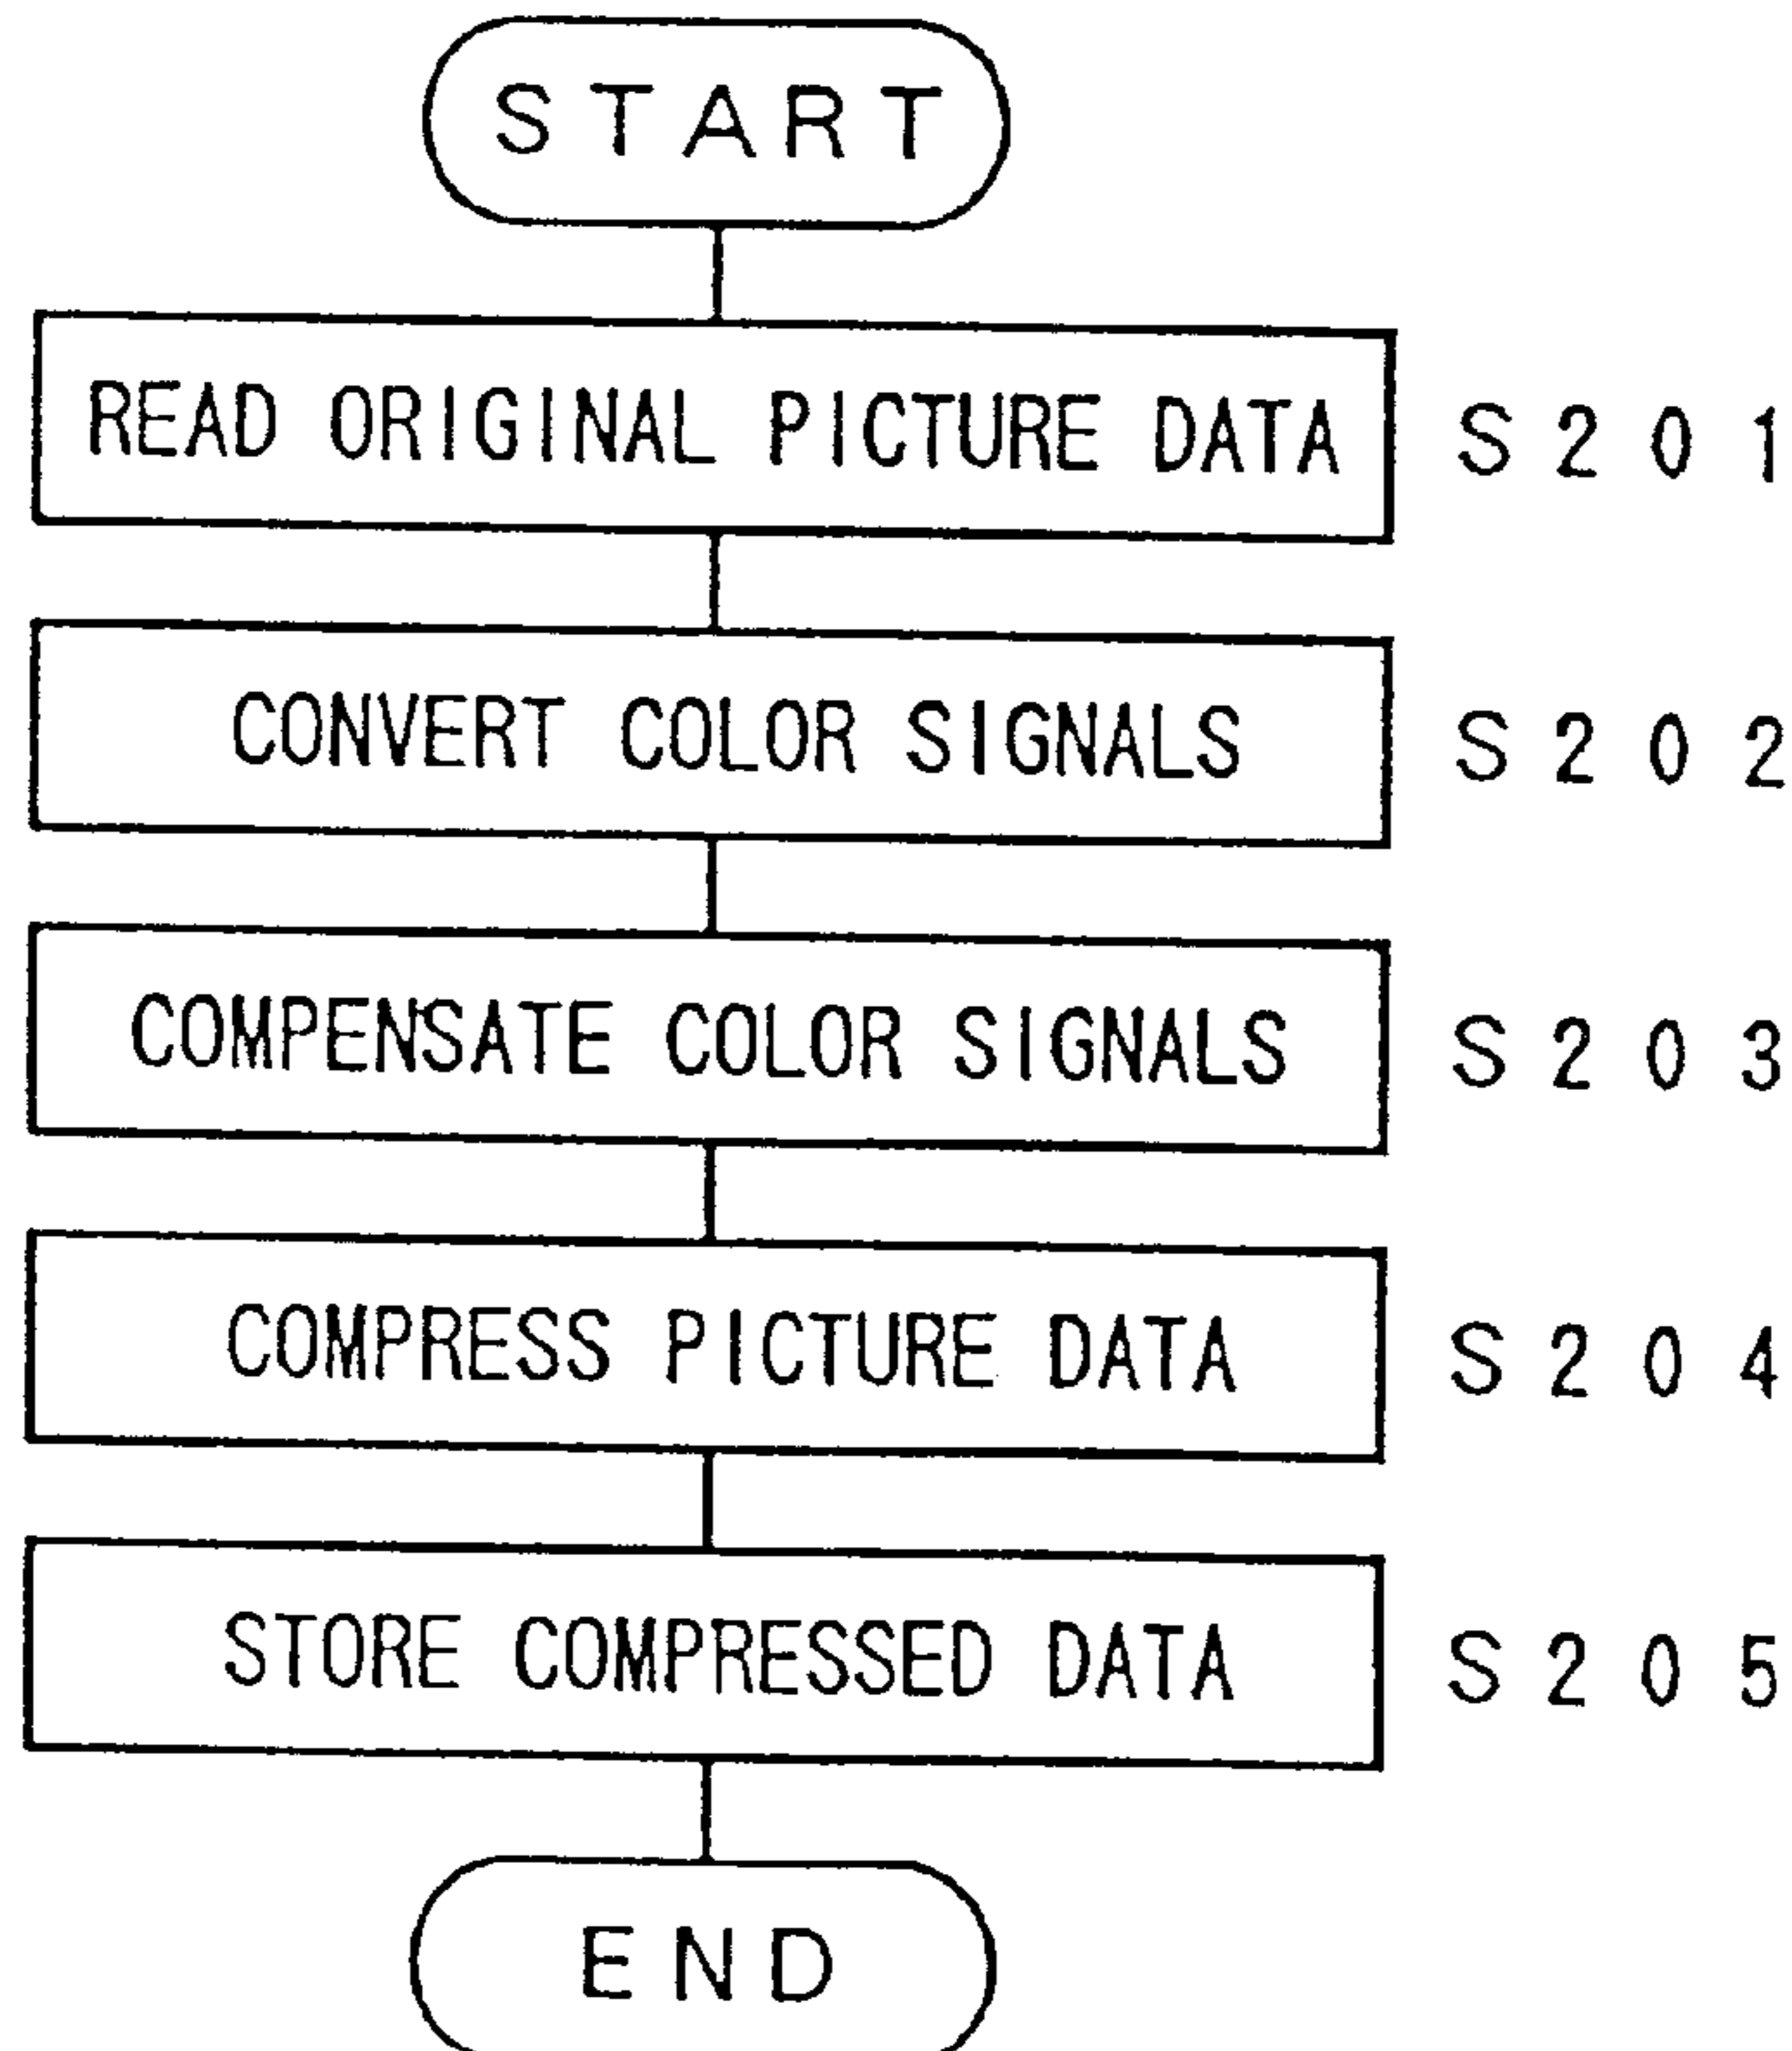 START
READ ORIGINAL PICTURE DATA S201
CONVERT COLOR SIGNALS S202
COMPENSATE COLOR SIGNALS S203
COMPRESS PICTURE DATA S204
STORE COMPRESSED DATA S205
END